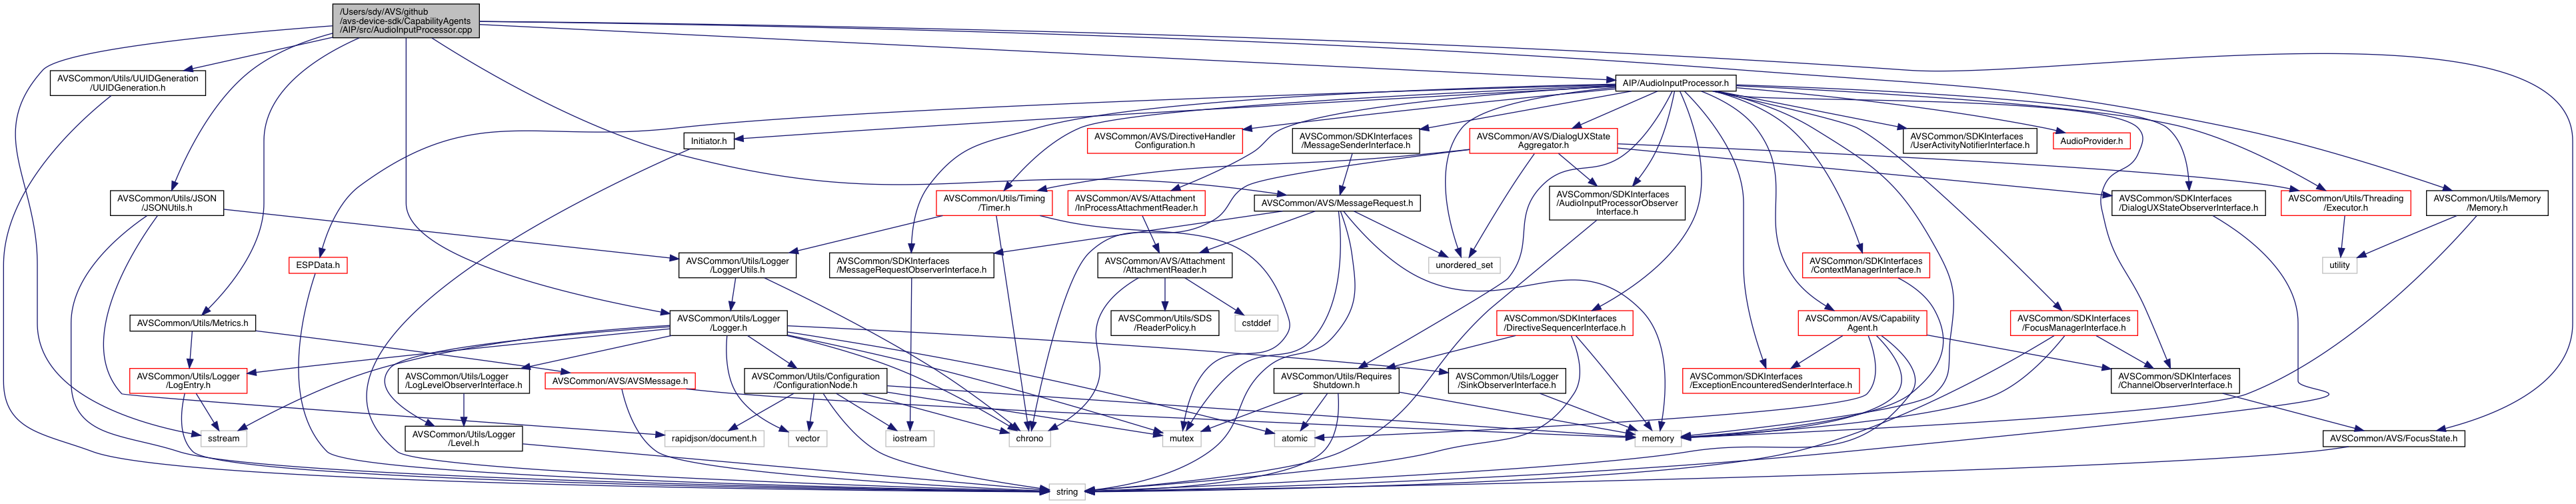 /Users/sdy/AVS/github
/avs-device-sdk/CapabilityAgents
/AIP/src/AudioInputProcessor.cpp
AVSCommon/Utils/UUIDGeneration
/UUIDGeneration.h
AIP/AudioInputProcessor.h
Initiator.h
AVSCommon/AVS/DirectiveHandler
Configuration.h
AVSCommon/SDKInterfaces
/MessageSenderInterface.h
AVSCommon/AVS/DialogUXState
Aggregator.h
AVSCommon/SDKInterfaces
/UserActivityNotifierInterface.h
AudioProvider.h
AVSCommon/Utils/JSON
/JSONUtils.h
AVSCommon/Utils/Timing
/Timer.h
AVSCommon/AVS/Attachment
/InProcessAttachmentReader.h
AVSCommon/AVS/MessageRequest.h
AVSCommon/SDKInterfaces
/AudioInputProcessorObserver
Interface.h
AVSCommon/SDKInterfaces
/DialogUXStateObserverInterface.h
AVSCommon/Utils/Threading
/Executor.h
AVSCommon/Utils/Memory
/Memory.h
ESPData.h
AVSCommon/Utils/Logger
/LoggerUtils.h
AVSCommon/SDKInterfaces
/MessageRequestObserverInterface.h
AVSCommon/AVS/Attachment
/AttachmentReader.h
unordered_set
AVSCommon/SDKInterfaces
/ContextManagerInterface.h
utility
AVSCommon/Utils/Metrics.h
AVSCommon/Utils/Logger
/Logger.h
AVSCommon/Utils/SDS
/ReaderPolicy.h
cstddef
AVSCommon/SDKInterfaces
/DirectiveSequencerInterface.h
AVSCommon/AVS/Capability
Agent.h
AVSCommon/SDKInterfaces
/FocusManagerInterface.h
AVSCommon/Utils/Logger
/LogEntry.h
AVSCommon/Utils/Logger
/LogLevelObserverInterface.h
AVSCommon/AVS/AVSMessage.h
AVSCommon/Utils/Configuration
/ConfigurationNode.h
AVSCommon/Utils/Requires
Shutdown.h
AVSCommon/Utils/Logger
/SinkObserverInterface.h
AVSCommon/SDKInterfaces
/ExceptionEncounteredSenderInterface.h
AVSCommon/SDKInterfaces
/ChannelObserverInterface.h
sstream
AVSCommon/Utils/Logger
/Level.h
rapidjson/document.h
vector
iostream
chrono
mutex
atomic
memory
AVSCommon/AVS/FocusState.h
string